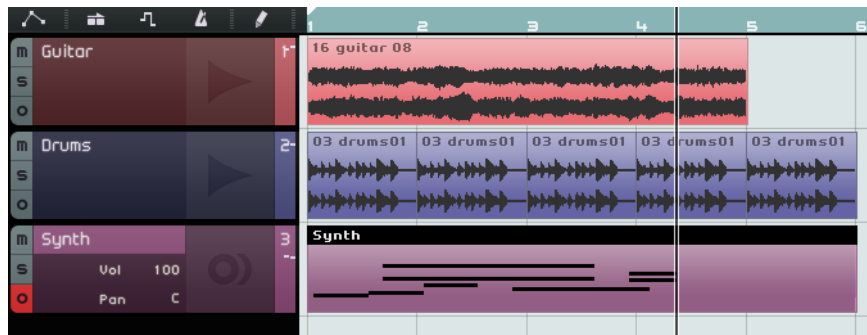 1 2 3 4 5 6
m Guitar 1
16 guitar 08
S
O
m Drums 2
03 drums01 03 drums01 03 drums01 03 drums01 03 drums01
S
O
m Synth 3
Synth
S Vol 100
O Pan C